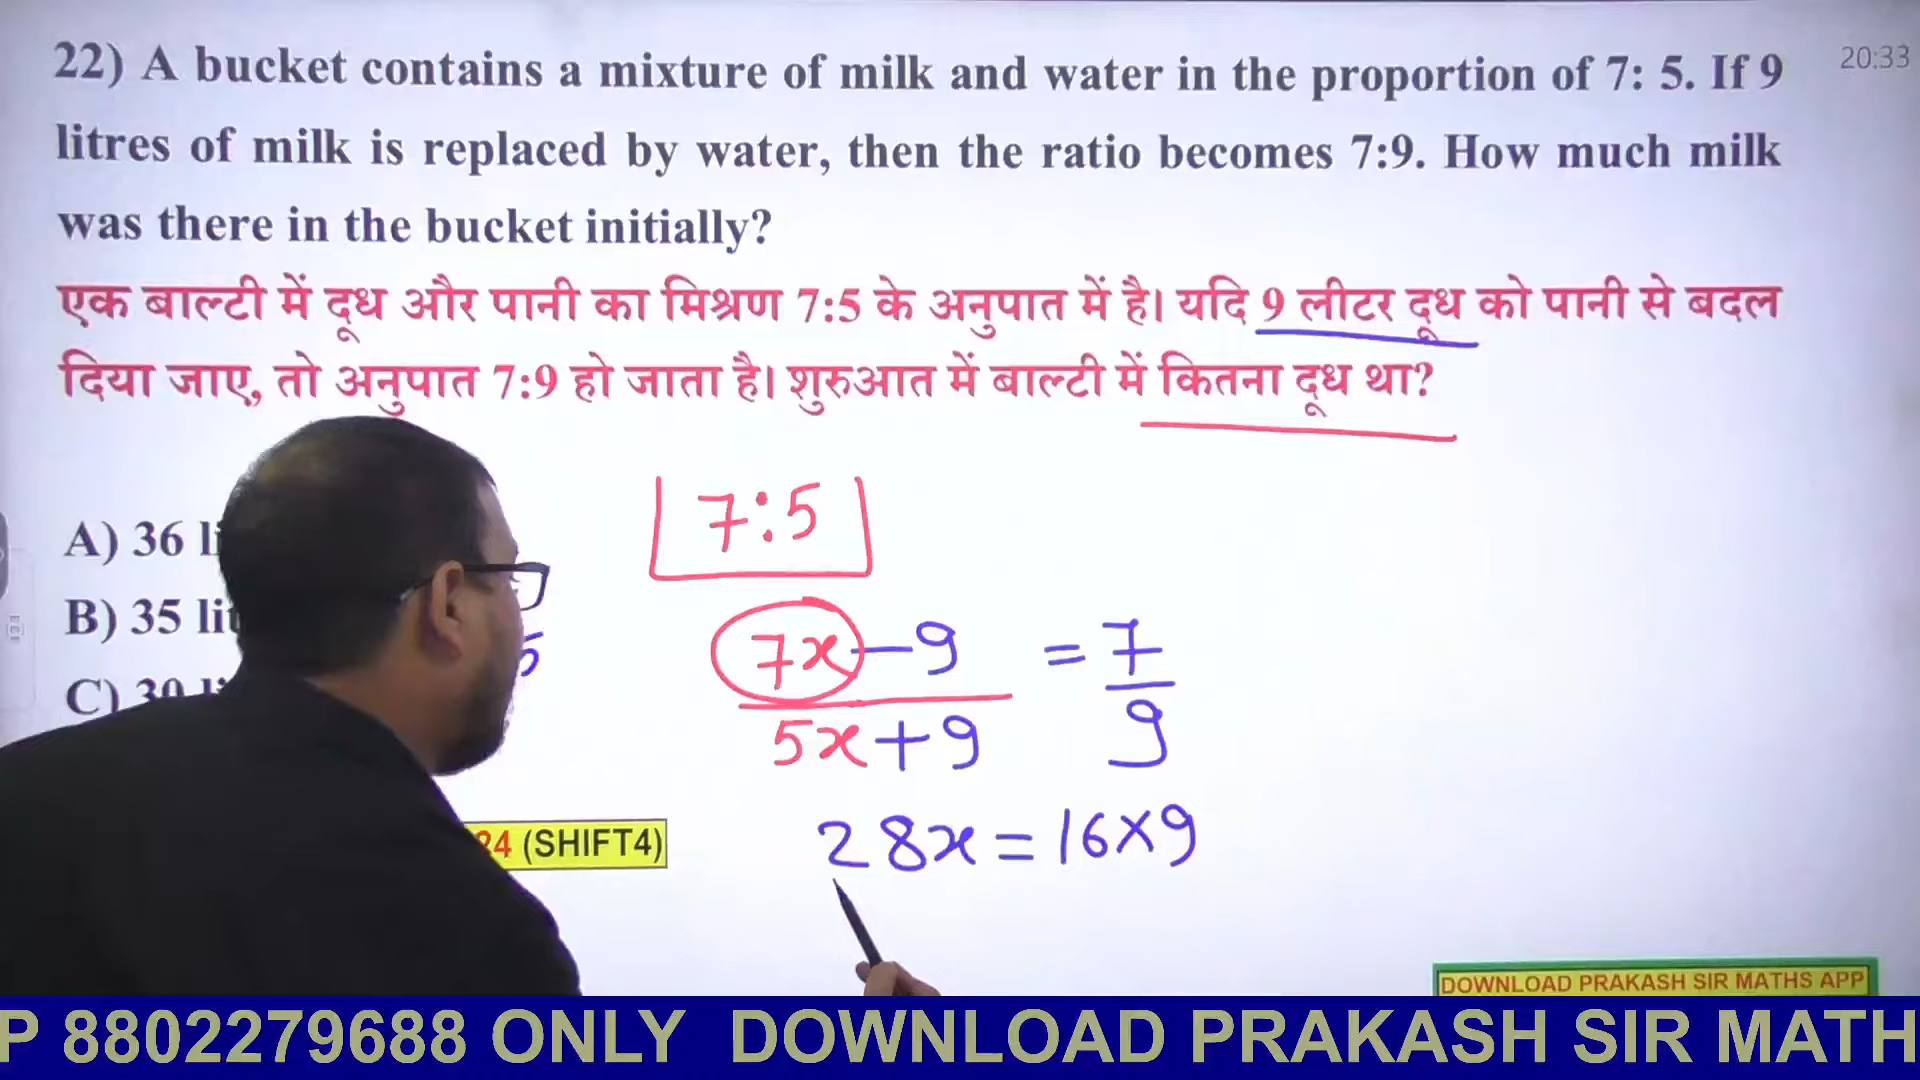 22) A bucket contains a mixture of milk and water in the proportion of 7: 5. If 9
litres of milk is replaced by water, then the ratio becomes 7:9. How much milk
was there in the bucket initially?
एक बाल्टी में दूध और पानी का मिश्रण 7:5 के अनुपात में है। यदि 9 लीटर दूध को पानी से बदल
दिया जाए, तो अनुपात 7:9 हो जाता है। शुरुआत में बाल्टी में कितना दूध था?
20:33
7:5
A) 36
B) 35
C) 30
5
7x-9 = 7
5x+9 9
28x=16×9
24 (SHIFT4)
DOWNLOAD PRAKASH SIR MATHS APP
P 8802279688 ONLY DOWNLOAD PRAKASH SIR MATH